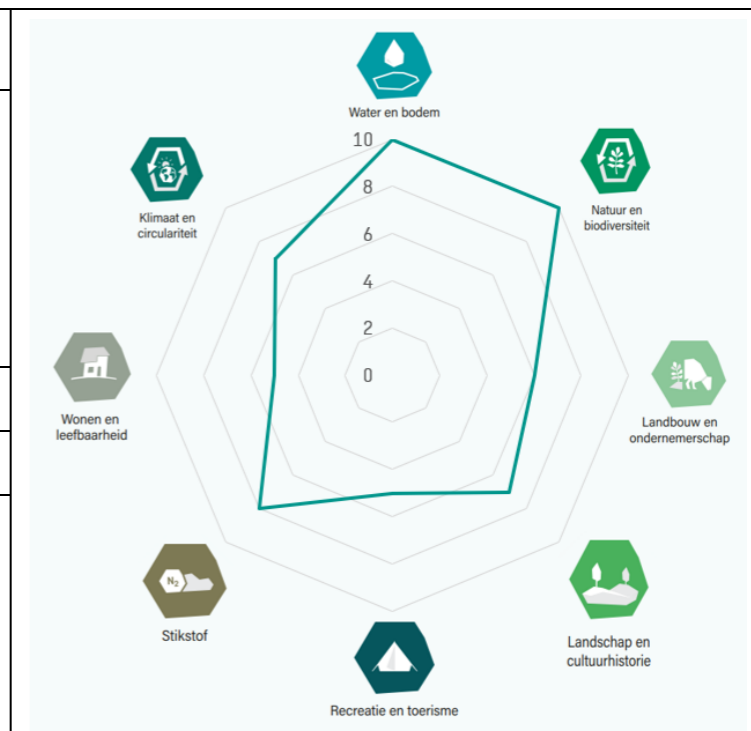 Water en bodem
10
Natuur en
biodiversiteit
Klimaat en
circulariteit
8
6
4
2
0
Wonen en
leefbaarheid
Landbouw en
ondernemerschap
N₂
Stikstof
Landschap en
cultuurhistorie
Recreatie en toerisme